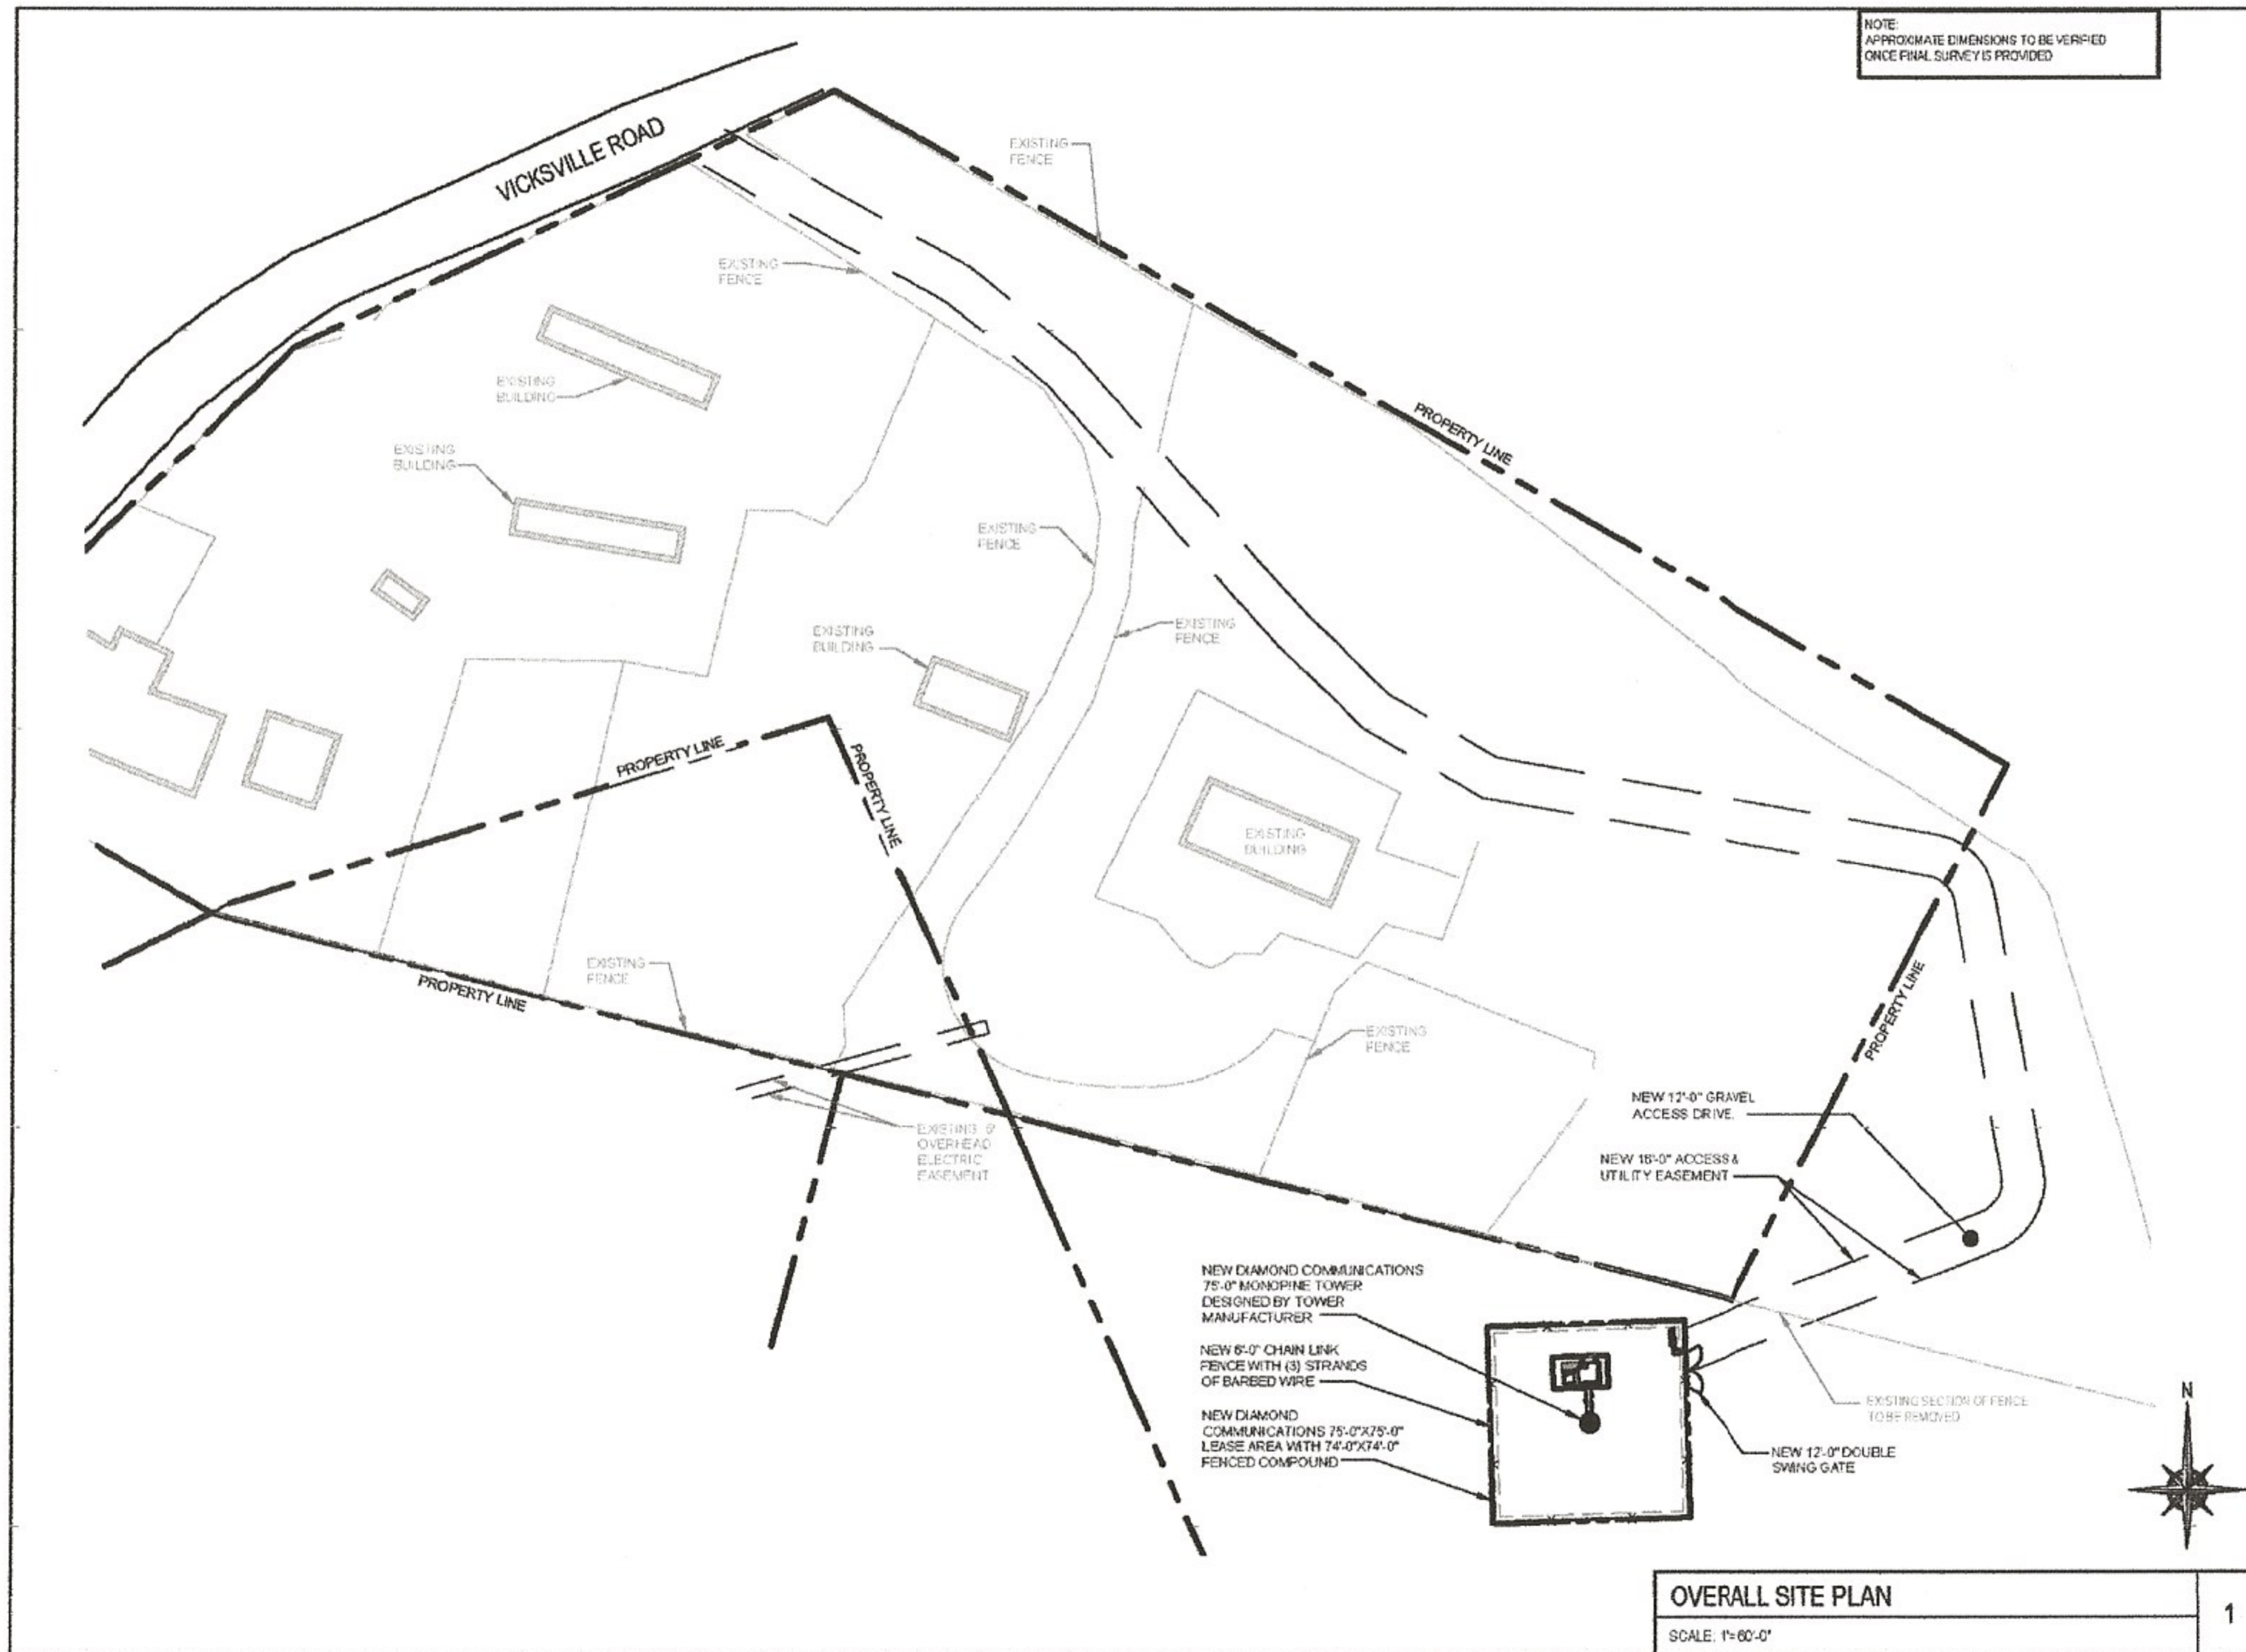 NOTE:
APPROXIMATE DIMENSIONS TO BE VERIFIED
ONCE FINAL SURVEY IS PROVIDED
VICKSVILLE ROAD
EXISTING
FENCE
EXISTING
FENCE
EXISTING
BUILDING
PROPERTY LINE
EXISTING
BUILDING
EXISTING
FENCE
EXISTING
FENCE
EXISTING
BUILDING
PROPERTY LINE
PROPERTY LINE
EXISTING
BUILDING
EXISTING
FENCE
PROPERTY LINE
PROPERTY LINE
EXISTING
FENCE
NEW 12'-0" GRAVEL
ACCESS DRIVE
EXISTING 6'
OVERHEAD
ELECTRIC
EASEMENT
NEW 18'-0" ACCESS &
UTILITY EASEMENT
NEW DIAMOND COMMUNICATIONS
75'-0" MONOPINE TOWER
DESIGNED BY TOWER
MANUFACTURER
NEW 6'-0" CHAIN LINK
FENCE WITH (3) STRANDS
OF BARBED WIRE
NEW DIAMOND
COMMUNICATIONS 75'-0"X75'-0"
LEASE AREA WITH 74'-0"X74'-0"
FENCED COMPOUND
EXISTING SECTION OF FENCE
TO BE REMOVED
NEW 12'-0" DOUBLE
SWING GATE
N
OVERALL SITE PLAN
1
SCALE: 1"=60'-0"